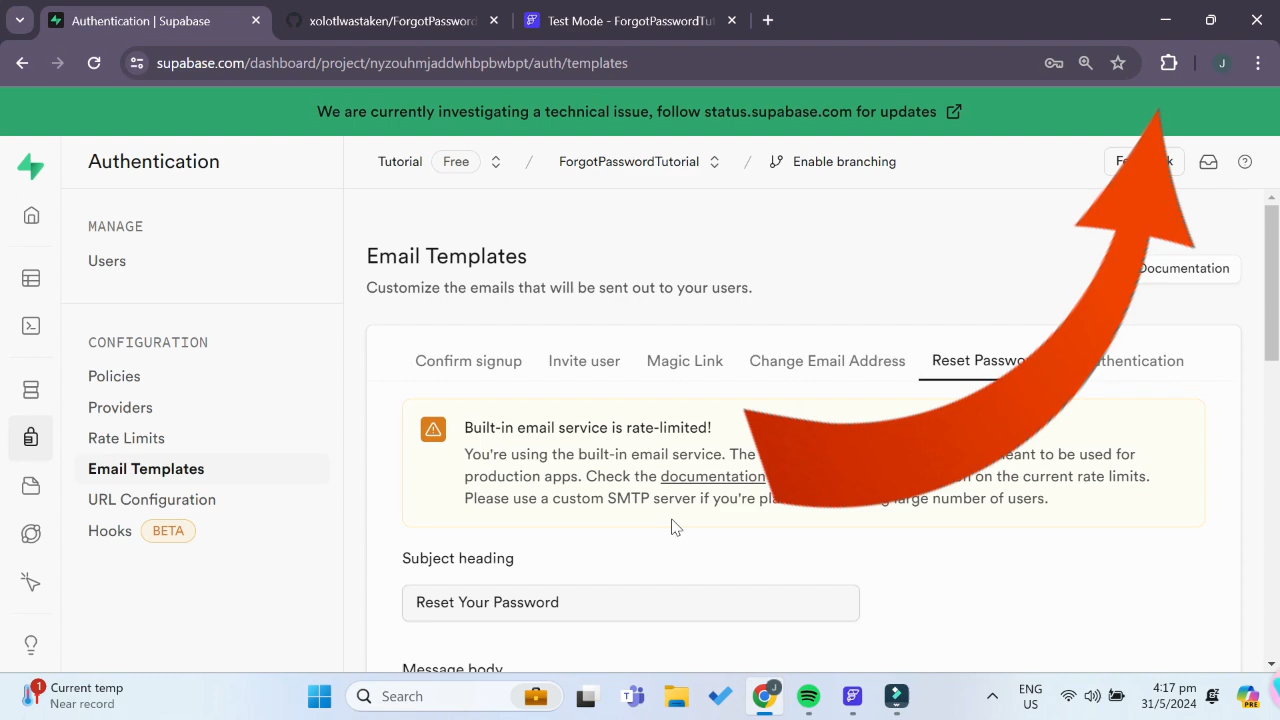 Authentication | Supabase
xolotlwastaken/ForgotPassword
Test Mode - ForgotPasswordTut
supabase.com/dashboard/project/nyzouhmjaddwhbpbwbpt/auth/templates
J
We are currently investigating a technical issue, follow status.supabase.com for updates
Authentication
Tutorial Free / ForgotPasswordTutorial / Enable branching
MANAGE
Users
CONFIGURATION
Policies
Providers
Rate Limits
Email Templates
URL Configuration
Hooks BETA
Email Templates
Documentation
Customize the emails that will be sent out to your users.
Confirm signup Invite user Magic Link Change Email Address Reset Passwo
Built-in email service is rate-limited!
You're using the built-in email service. The eant to be used for
production apps. Check the documentation on the current rate limits.
Please use a custom SMTP server if you're pla large number of users.
Subject heading
Reset Your Password
Message body
1 Current temp
Near record
Search
J
ENG
US
4:17 pm
31/5/2024
PRE